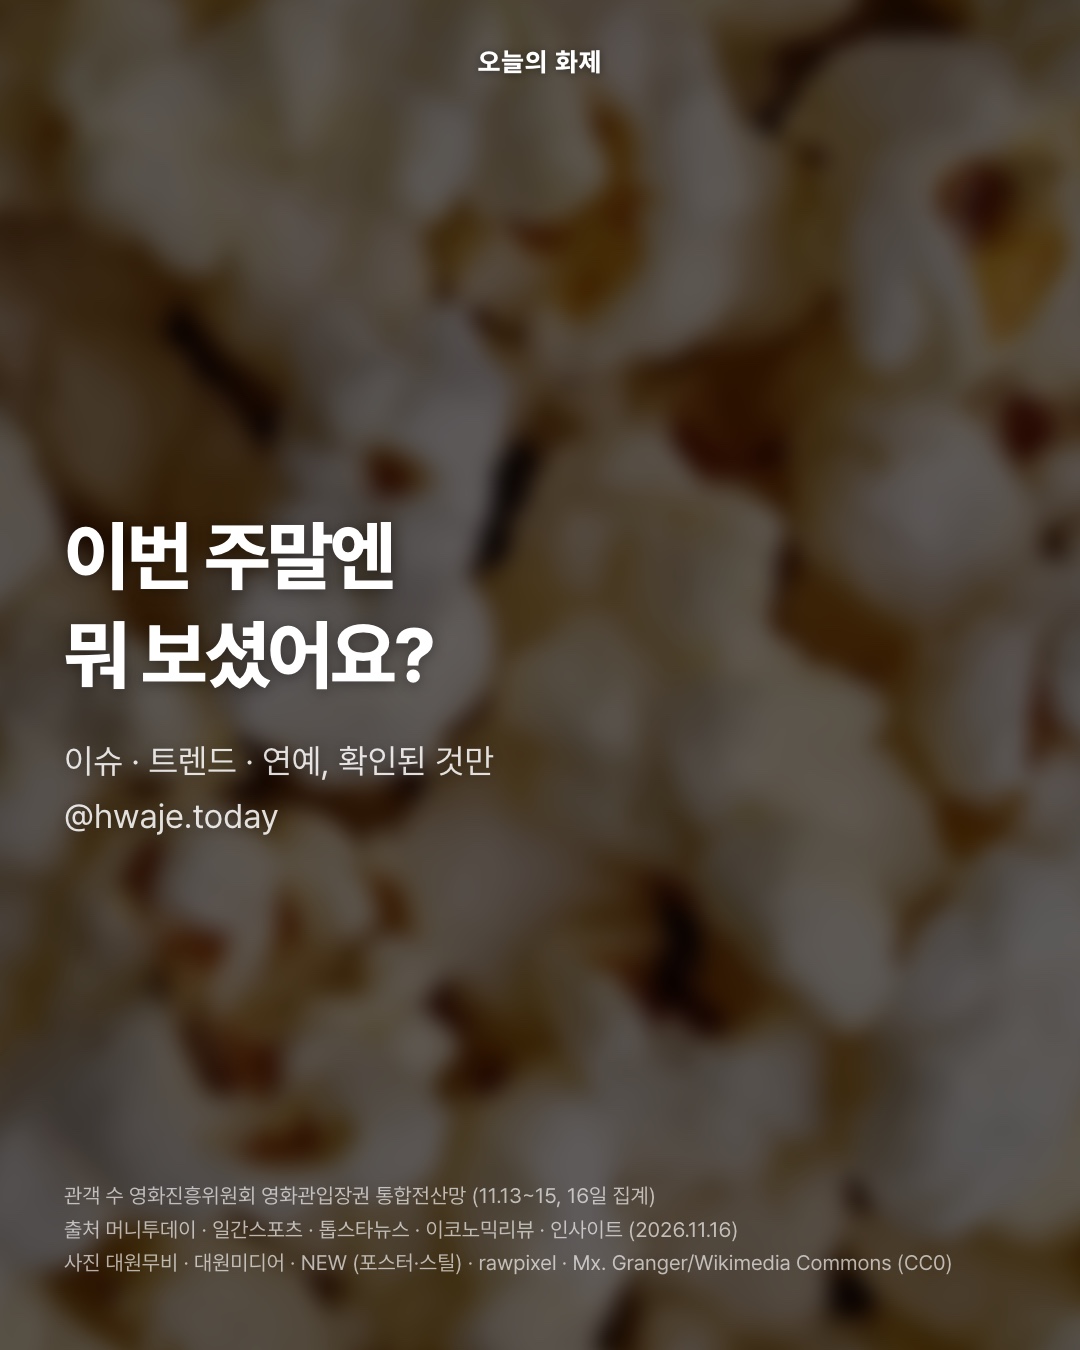 오늘의 화제
이번 주말엔
뭐 보셨어요?
이슈 · 트렌드 · 연예, 확인된 것만
@hwaje.today
관객 수 영화진흥위원회 영화관입장권 통합전산망 (11.13~15, 16일 집계)
출처 머니투데이 · 일간스포츠 · 톱스타뉴스 · 이코노믹리뷰 · 인사이트 (2026.11.16)
사진 대원무비 · 대원미디어 · NEW (포스터·스틸) · rawpixel · Mx. Granger/Wikimedia Commons (CC0)